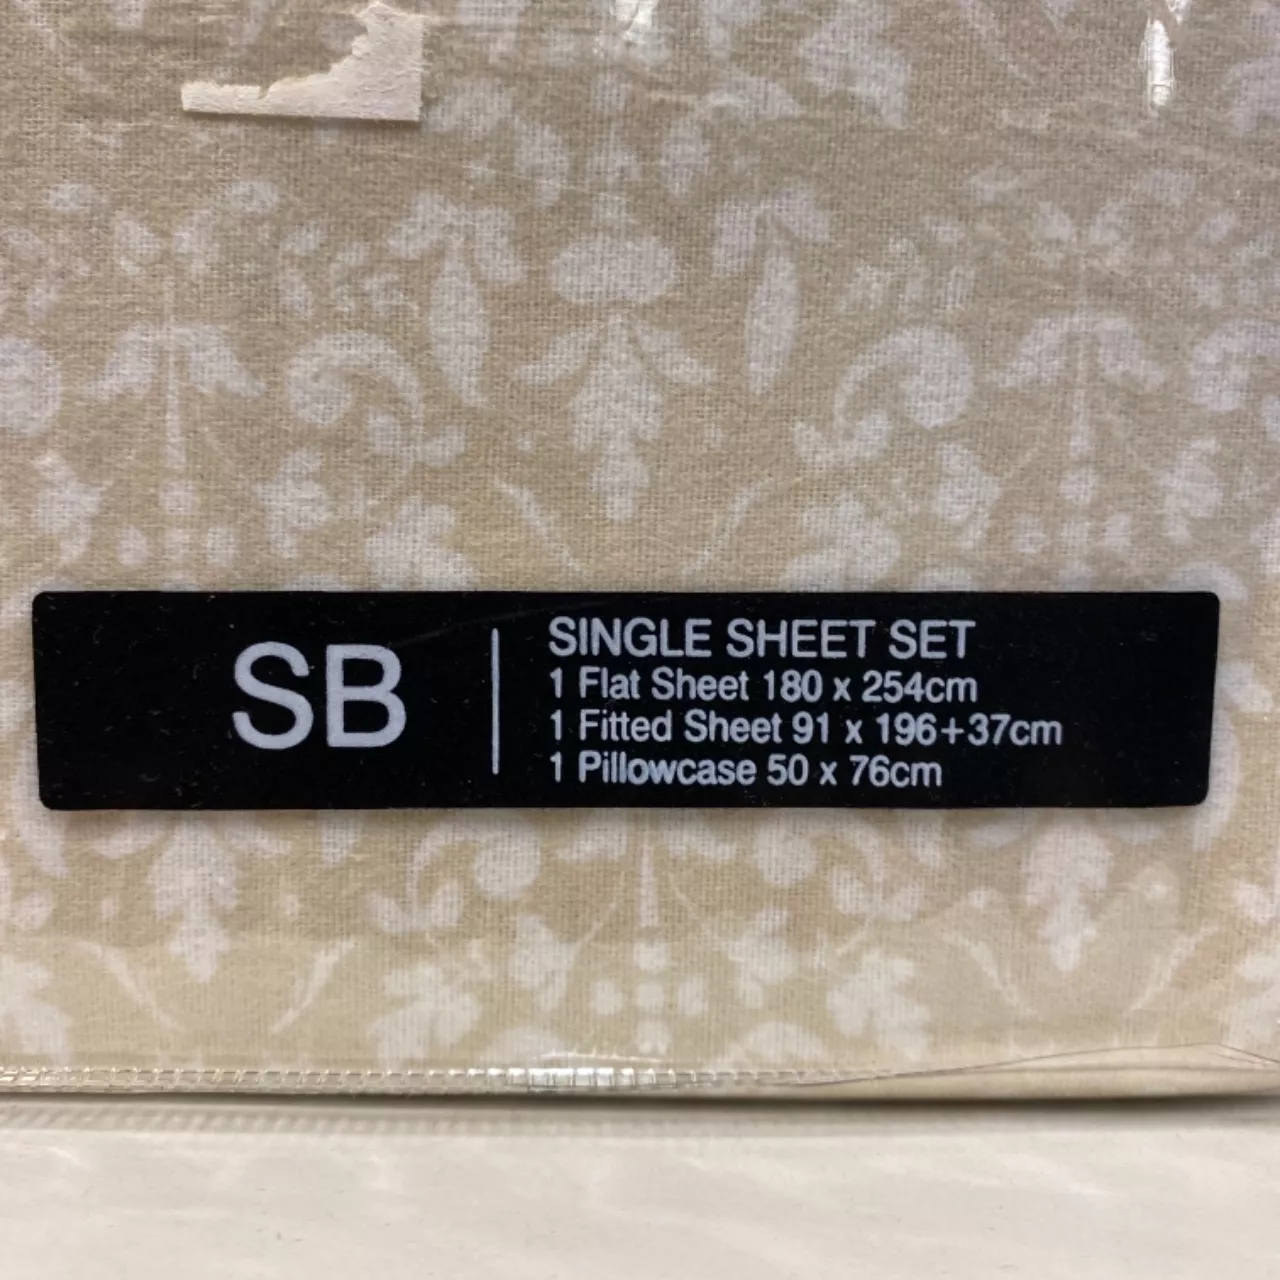 SB
SINGLE SHEET SET
1 Flat Sheet 180 x 254cm
1 Fitted Sheet 91 x 196+37cm
1 Pillowcase 50 x 76cm